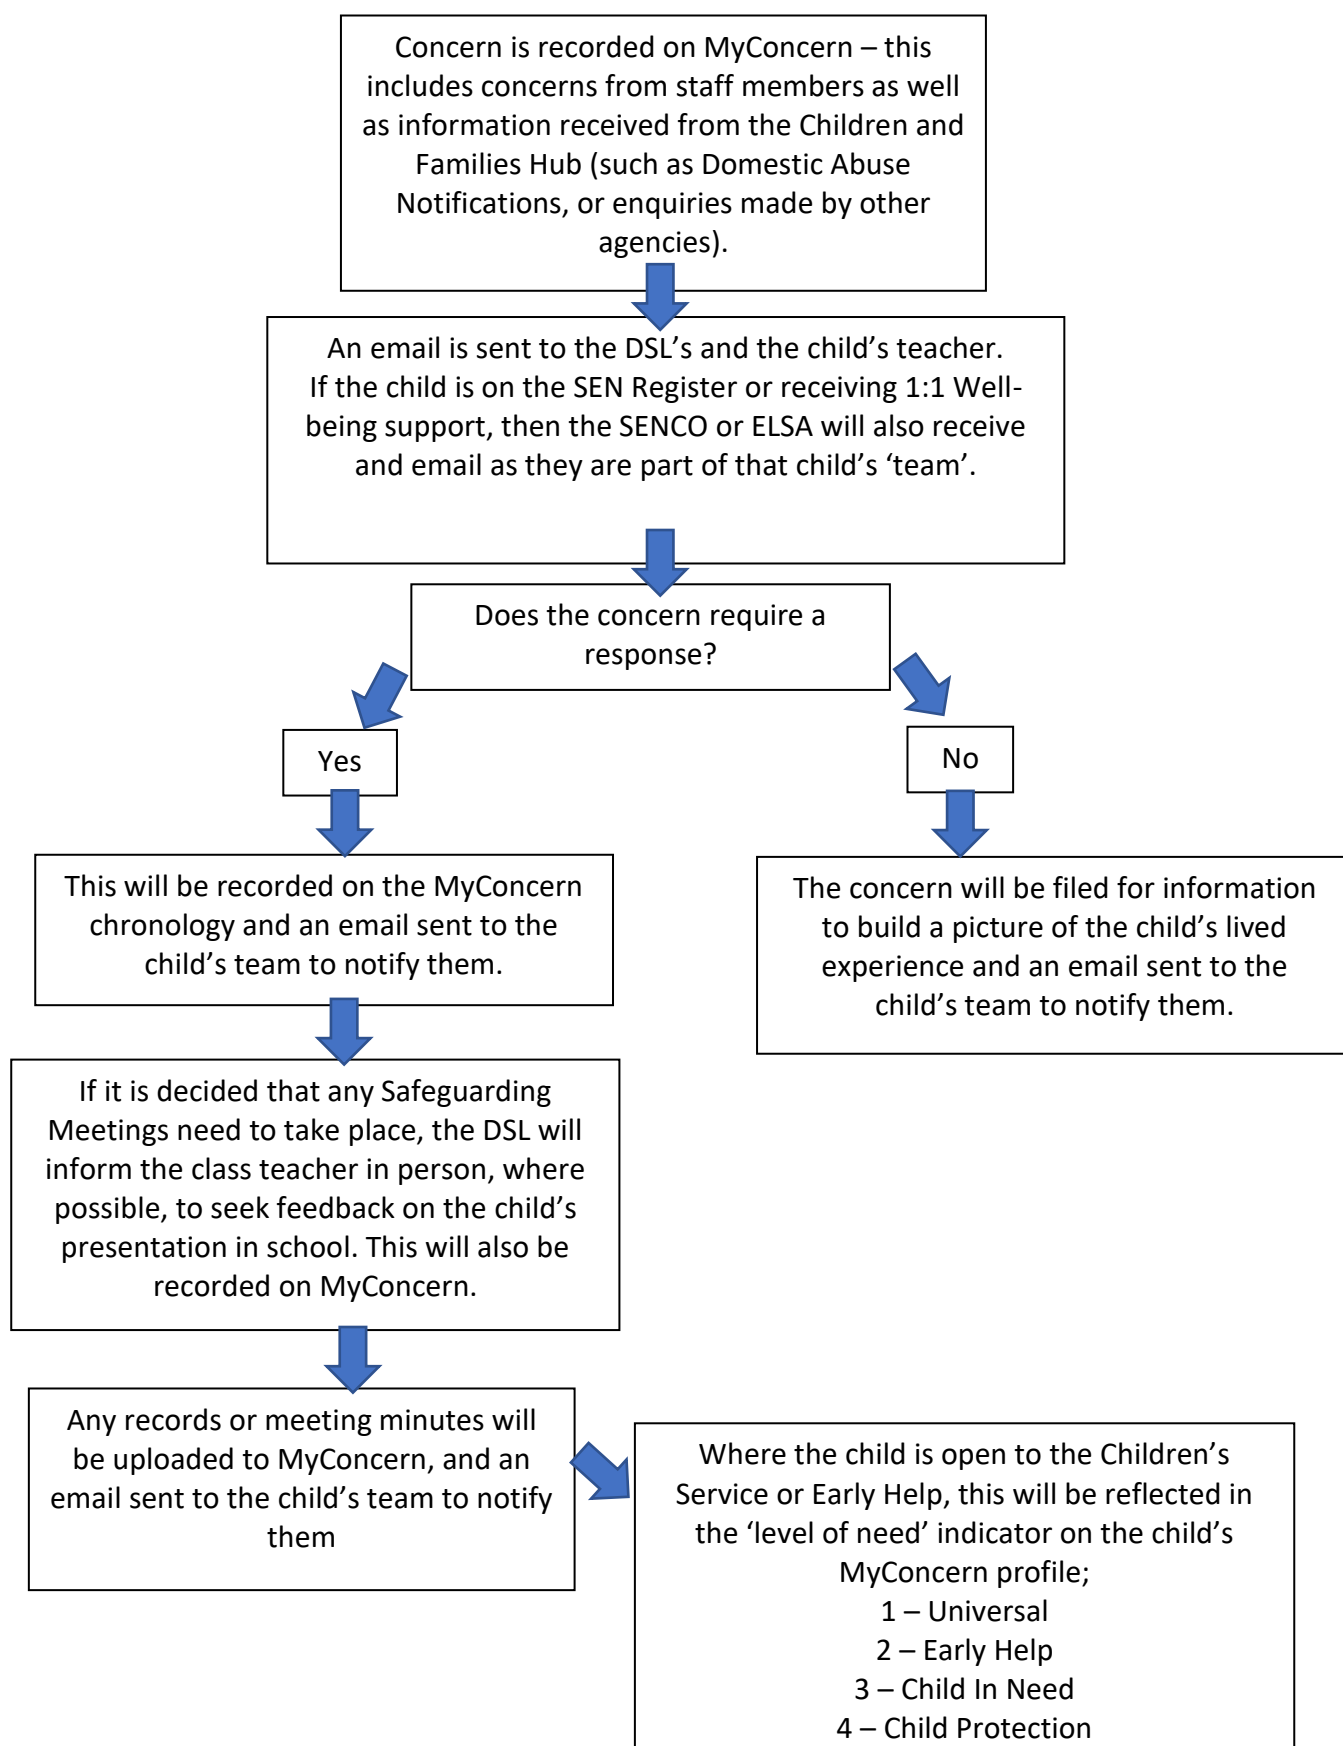 Concern is recorded on MyConcern – this
includes concerns from staff members as well
as information received from the Children and
Families Hub (such as Domestic Abuse
Notifications, or enquiries made by other
agencies).
An email is sent to the DSL’s and the child’s teacher.
If the child is on the SEN Register or receiving 1:1 Well-
being support, then the SENCO or ELSA will also receive
and email as they are part of that child’s ‘team’.
Does the concern require a
response?
Yes
No
This will be recorded on the MyConcern
chronology and an email sent to the
child’s team to notify them.
The concern will be filed for information
to build a picture of the child’s lived
experience and an email sent to the
child’s team to notify them.
If it is decided that any Safeguarding
Meetings need to take place, the DSL will
inform the class teacher in person, where
possible, to seek feedback on the child’s
presentation in school. This will also be
recorded on MyConcern.
Any records or meeting minutes will
be uploaded to MyConcern, and an
email sent to the child’s team to notify
them
Where the child is open to the Children’s
Service or Early Help, this will be reflected in
the ‘level of need’ indicator on the child’s
MyConcern profile;
1 – Universal
2 – Early Help
3 – Child In Need
4 – Child Protection